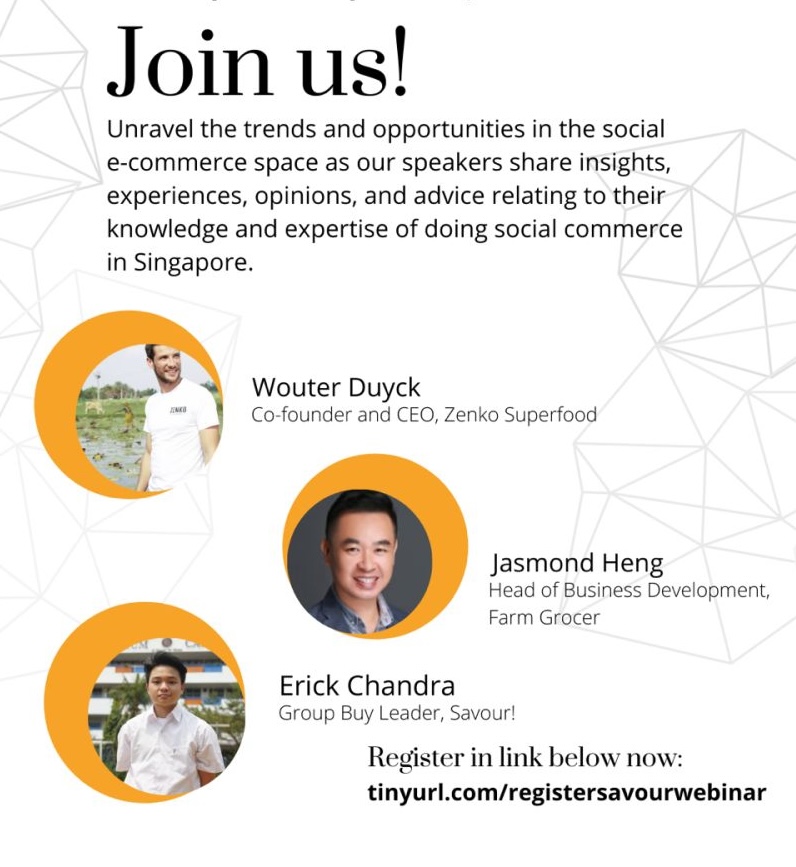 Join us!
Unravel the trends and opportunities in the social
e-commerce space as our speakers share insights,
experiences, opinions, and advice relating to their
knowledge and expertise of doing social commerce
in Singapore.
ZENKO
Wouter Duyck
Co-founder and CEO, Zenko Superfood
Jasmond Heng
Head of Business Development,
Farm Grocer
Erick Chandra
Group Buy Leader, Savour!
Register in link below now:
tinyurl.com/registersavourwebinar